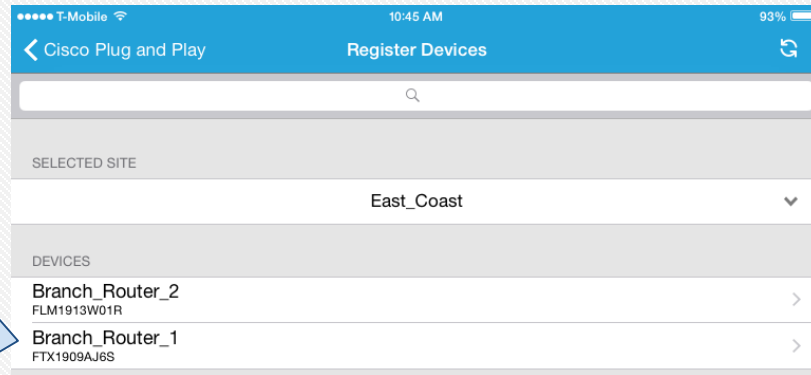 T-Mobile 10:45 AM 93%
Cisco Plug and Play Register Devices
SELECTED SITE
East_Coast
DEVICES
Branch_Router_2
FLM1913W01R
Branch_Router_1
FTX1909AJ6S